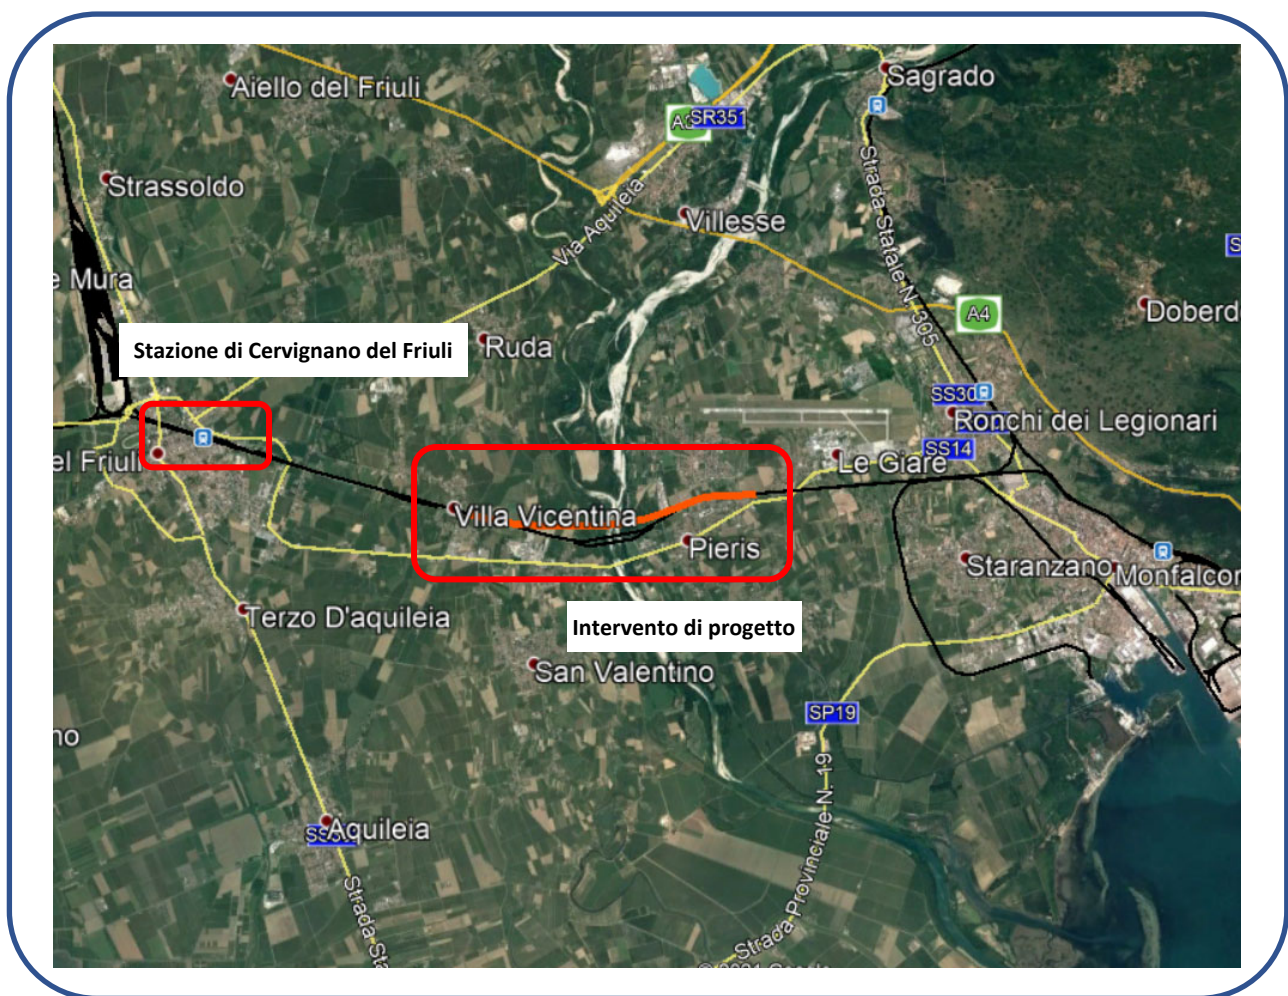 Sagrado
Aiello del Friuli
SR351
Strassoldo
Strada Statale N. 305
Via Aquileia
Villesse
e Mura
Doberd
A4
Stazione di Cervignano del Friuli
Ruda
SS30
Ronchi dei Legionari
SS14
el Friuli
Le Giare
Villa Vicentina
Pieris
Staranzano
Monfalcon
Terzo D'aquileia
Intervento di progetto
San Valentino
SP19
no
Aquileia
Strada Provinciale N. 19
Strada Sta